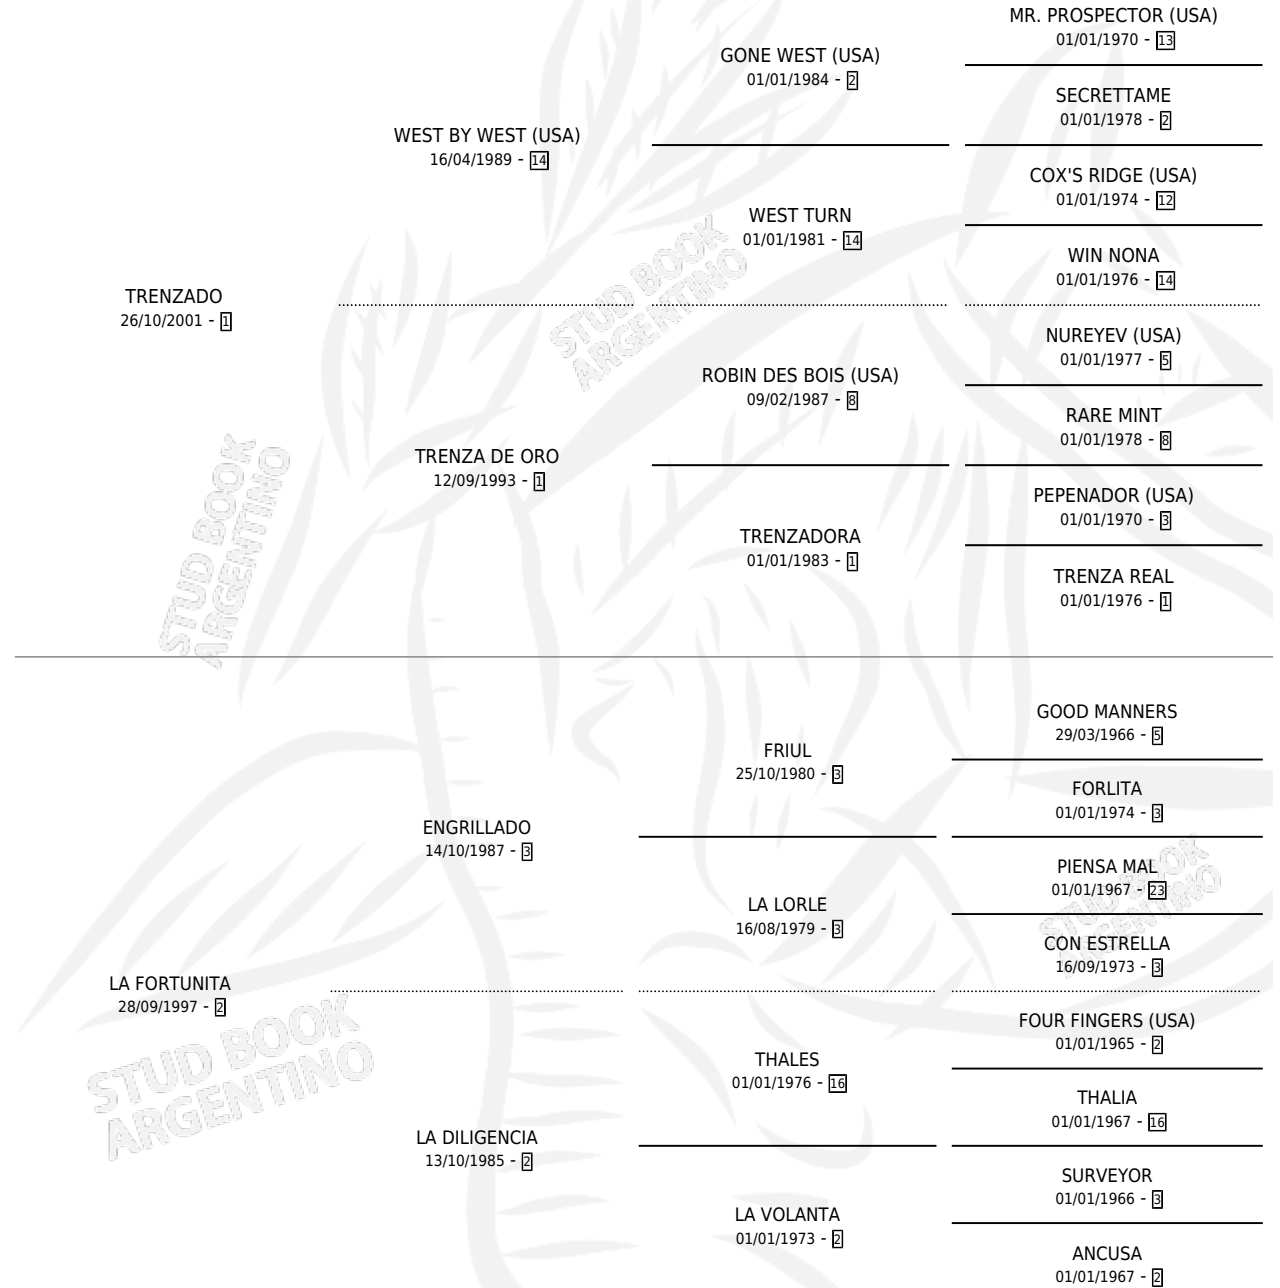 MR. PROSPECTOR (USA)
01/01/1970 - 13
GONE WEST (USA)
01/01/1984 - 2
SECRETTAME
01/01/1978 - 2
WEST BY WEST (USA)
16/04/1989 - 14
COX'S RIDGE (USA)
01/01/1974 - 12
WEST TURN
01/01/1981 - 14
WIN NONA
01/01/1976 - 14
TRENZADO
26/10/2001 - 1
NUREYEV (USA)
01/01/1977 - 5
ROBIN DES BOIS (USA)
09/02/1987 - 8
RARE MINT
01/01/1978 - 8
TRENZA DE ORO
12/09/1993 - 1
PEPENADOR (USA)
01/01/1970 - 3
TRENZADORA
01/01/1983 - 1
TRENZA REAL
01/01/1976 - 1
GOOD MANNERS
29/03/1966 - 5
FRIUL
25/10/1980 - 3
FORLITA
01/01/1974 - 3
ENGRILLADO
14/10/1987 - 3
PIENSA MAL
01/01/1967 - 23
LA LORLE
16/08/1979 - 3
CON ESTRELLA
16/09/1973 - 3
LA FORTUNITA
28/09/1997 - 2
FOUR FINGERS (USA)
01/01/1965 - 2
THALES
01/01/1976 - 16
THALIA
01/01/1967 - 16
LA DILIGENCIA
13/10/1985 - 2
SURVEYOR
01/01/1966 - 3
LA VOLANTA
01/01/1973 - 2
ANCUSA
01/01/1967 - 2
STUD BOOK
ARGENTINO
STUD BOOK
ARGENTINO
STUD BOOK
ARGENTINO
STUD BOOK
ARGENTINO